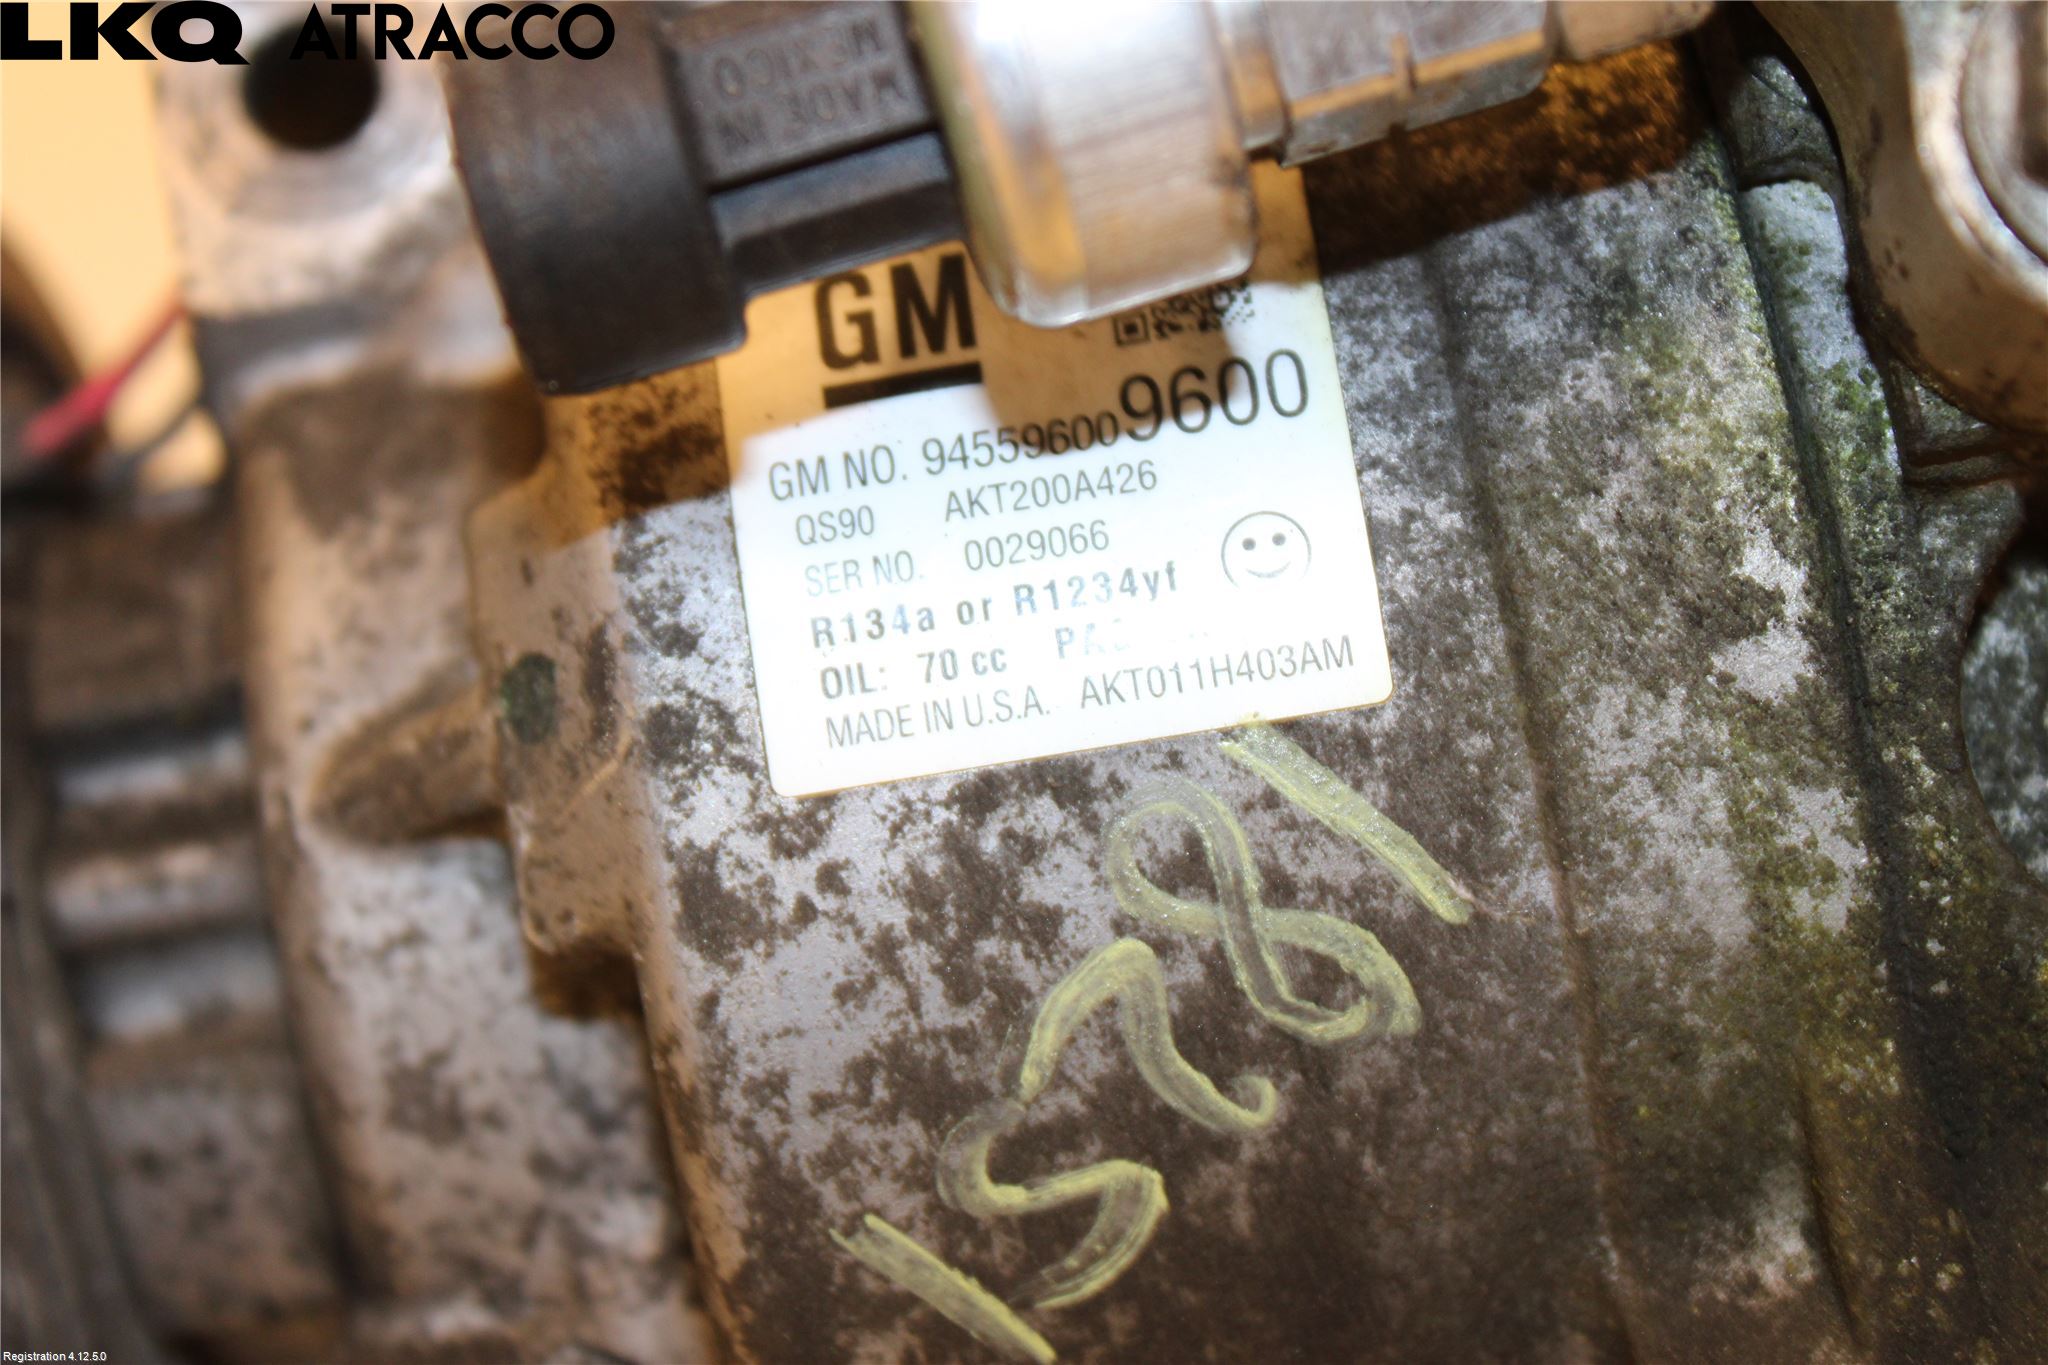 LKQ ATRACCO
MADE IN
MEXICO
GM
GM NO. 94559600 9600
QS90 AKT200A426
SER NO. 0029066
R134a or R1234yf
OIL: 70 cc
MADE IN U.S.A. AKT011H403AM
Registration 4.12.5.0